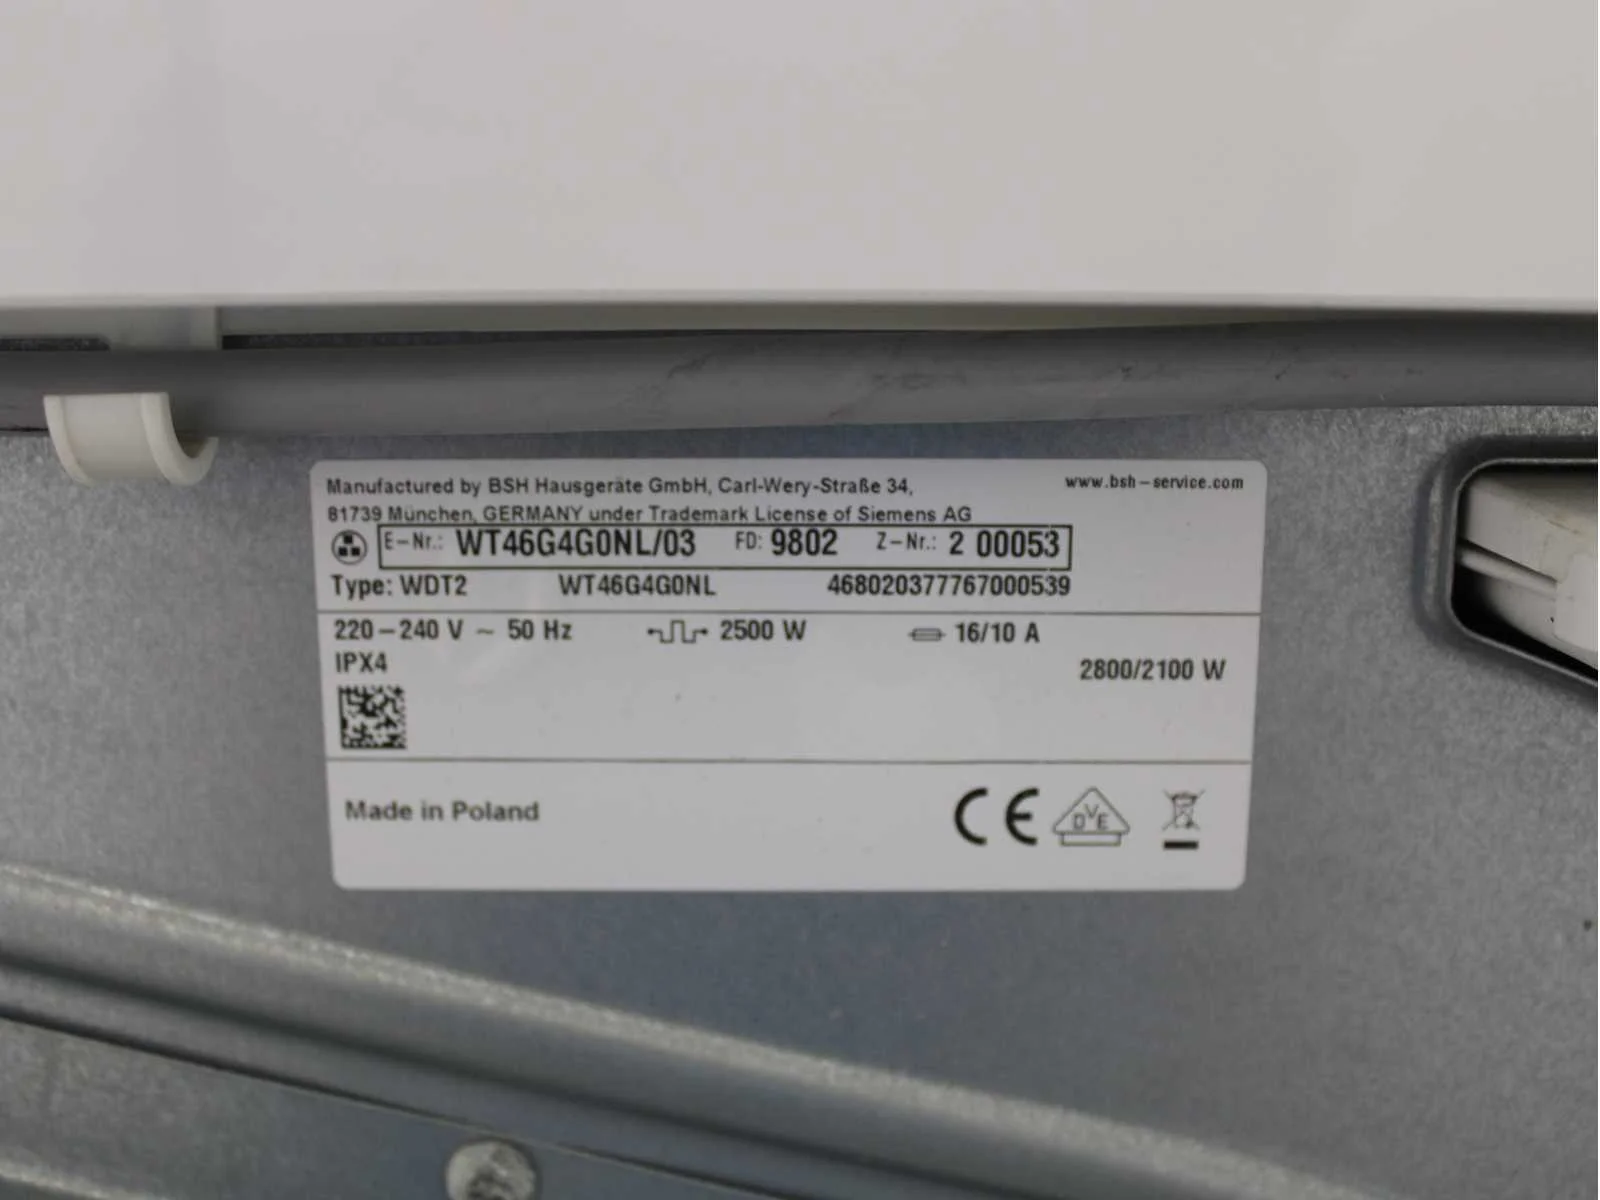 Manufactured by BSH Hausgeräte GmbH, Carl-Wery-Straße 34,
www.bsh-service.com
81739 München, GERMANY under Trademark License of Siemens AG
E-Nr.: WT46G4G0NL/03 FD: 9802 Z-Nr.: 2 00053
Type: WDT2 WT46G4G0NL 468020377767000539
220-240 V ~ 50 Hz 2500 W 16/10 A
IPX4 2800/2100 W
Made in Poland CE DVE